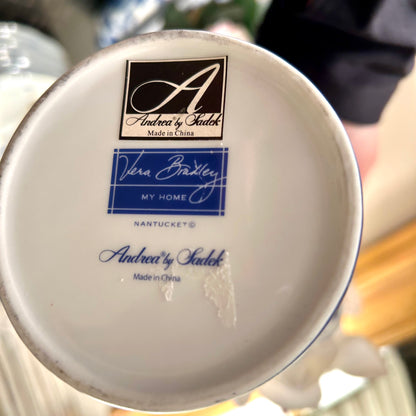 A
Andrea® by Sadek
Made in China
Vera Bradley
MY HOME
NANTUCKET©
Andrea® by Sadek
Made in China